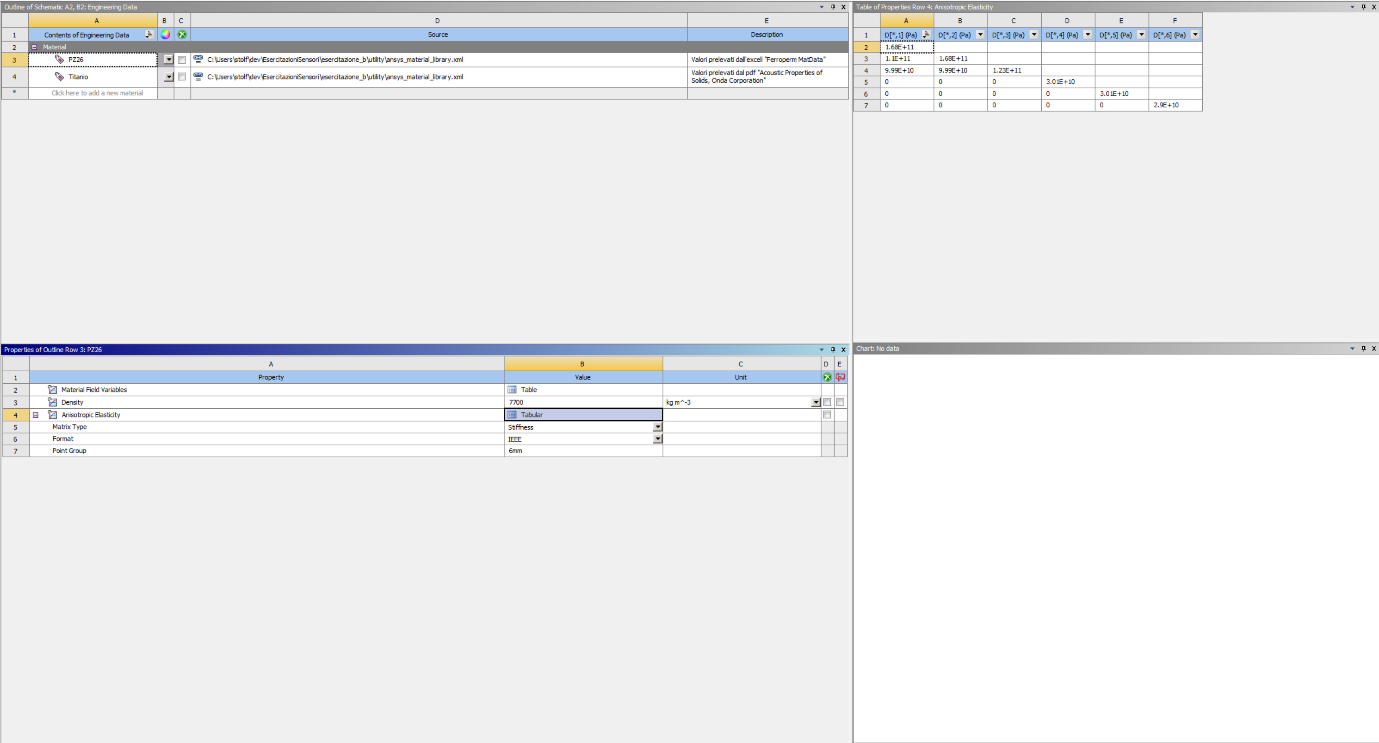 Outline of Schematic A2, B2: Engineering Data
A B C D E
1 Contents of Engineering Data Source Description
2 Material
3 PZ26 C:\Users\stolf\dev\EsercitazioniSensori\esercitazione_b\utility\ansys_material_library.xml Valori prelevati dall'excell "Ferroperm MatData"
4 Titanio C:\Users\stolf\dev\EsercitazioniSensori\esercitazione_b\utility\ansys_material_library.xml Valori prelevati dal pdf "Acoustic Properties of
Solids, Onda Corporation"
* Click here to add a new material
Table of Properties Row 4: Anisotropic Elasticity
A B C D E F
1 D[*,1] (Pa) D[*,2] (Pa) D[*,3] (Pa) D[*,4] (Pa) D[*,5] (Pa) D[*,6] (Pa)
2 1.68E+11
3 1.1E+11 1.68E+11
4 9.99E+10 9.99E+10 1.23E+11
5 0 0 0 3.01E+10
6 0 0 0 0 3.01E+10
7 0 0 0 0 0 2.9E+10
Properties of Outline Row 3: PZ26
A B C D E
1 Property Value Unit
2 Material Field Variables Table
3 Density 7700 kg m^-3
4 Anisotropic Elasticity Tabular
5 Matrix Type Stiffness
6 Format IEEE
7 Point Group 6mm
Chart: No data